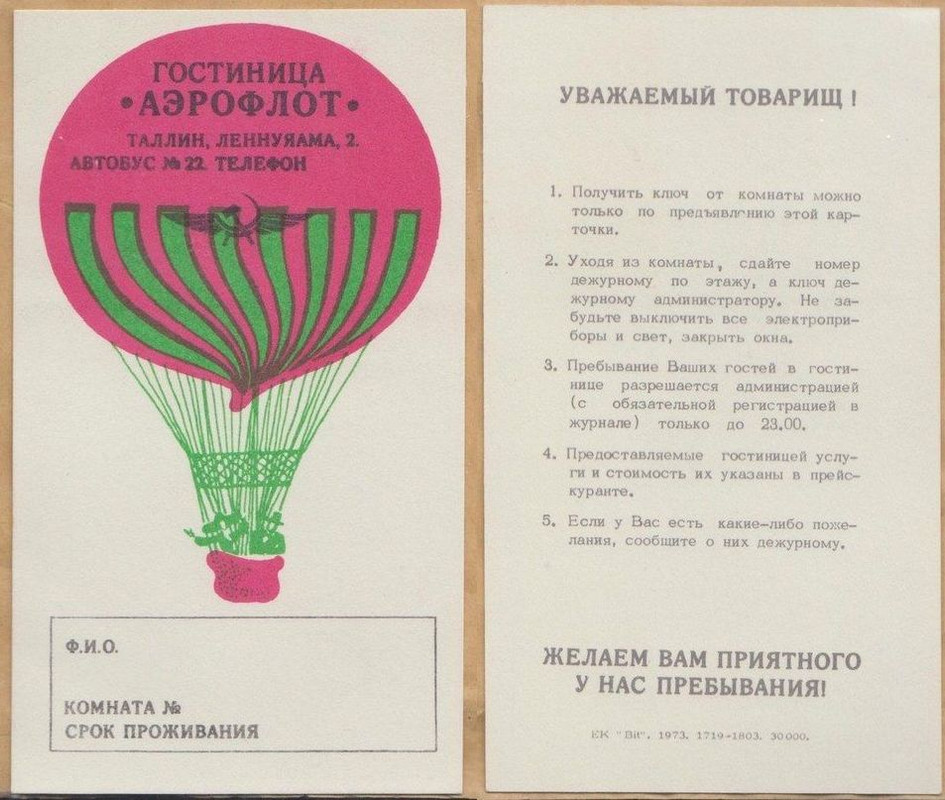 ГОСТИНИЦА
•АЭРОФЛОТ•
ТАЛЛИН, ЛЕННУЯАМА, 2.
АВТОБУС № 22. ТЕЛЕФОН
Ф.И.О.
КОМНАТА №
СРОК ПРОЖИВАНИЯ
УВАЖАЕМЫЙ ТОВАРИЩ !
1. Получить ключ от комнаты можно
только по предъявлению этой кар-
точки.
2. Уходя из комнаты, сдайте номер
дежурному по этажу, а ключ де-
журному администратору. Не за-
будьте выключить все электропри-
боры и свет, закрыть окна.
3. Пребывание Ваших гостей в гости-
нице разрешается администрацией
(с обязательной регистрацией в
журнале) только до 23.00.
4. Предоставляемые гостиницей услу-
ги и стоимость их указаны в прейс-
куранте.
5. Если у Вас есть какие-либо поже-
лания, сообщите о них дежурному.
ЖЕЛАЕМ ВАМ ПРИЯТНОГО
У НАС ПРЕБЫВАНИЯ!
ЕК "Вiт". 1973. 1719-1803. 30000.